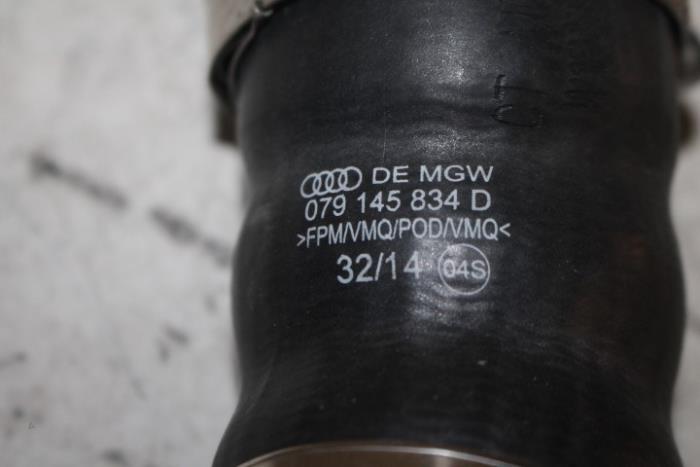 DE MGW
079 145 834 D
>FPM/VMQ/POD/VMQ<
32/14 04S